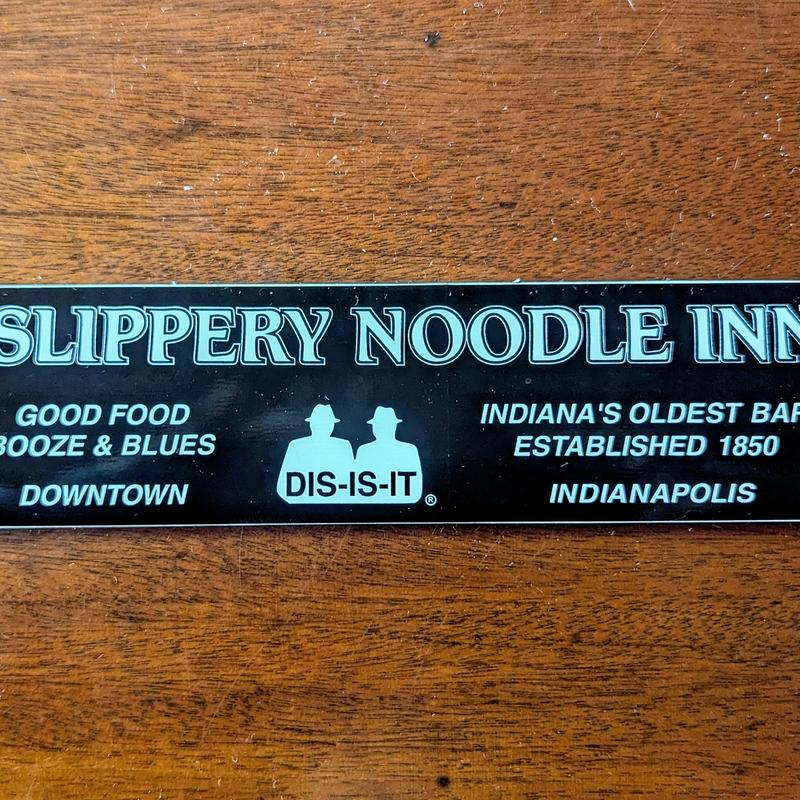 SLIPPERY NOODLE INN
GOOD FOOD
BOOZE & BLUES
DOWNTOWN
DIS-IS-IT
®
INDIANA'S OLDEST BAR
ESTABLISHED 1850
INDIANAPOLIS